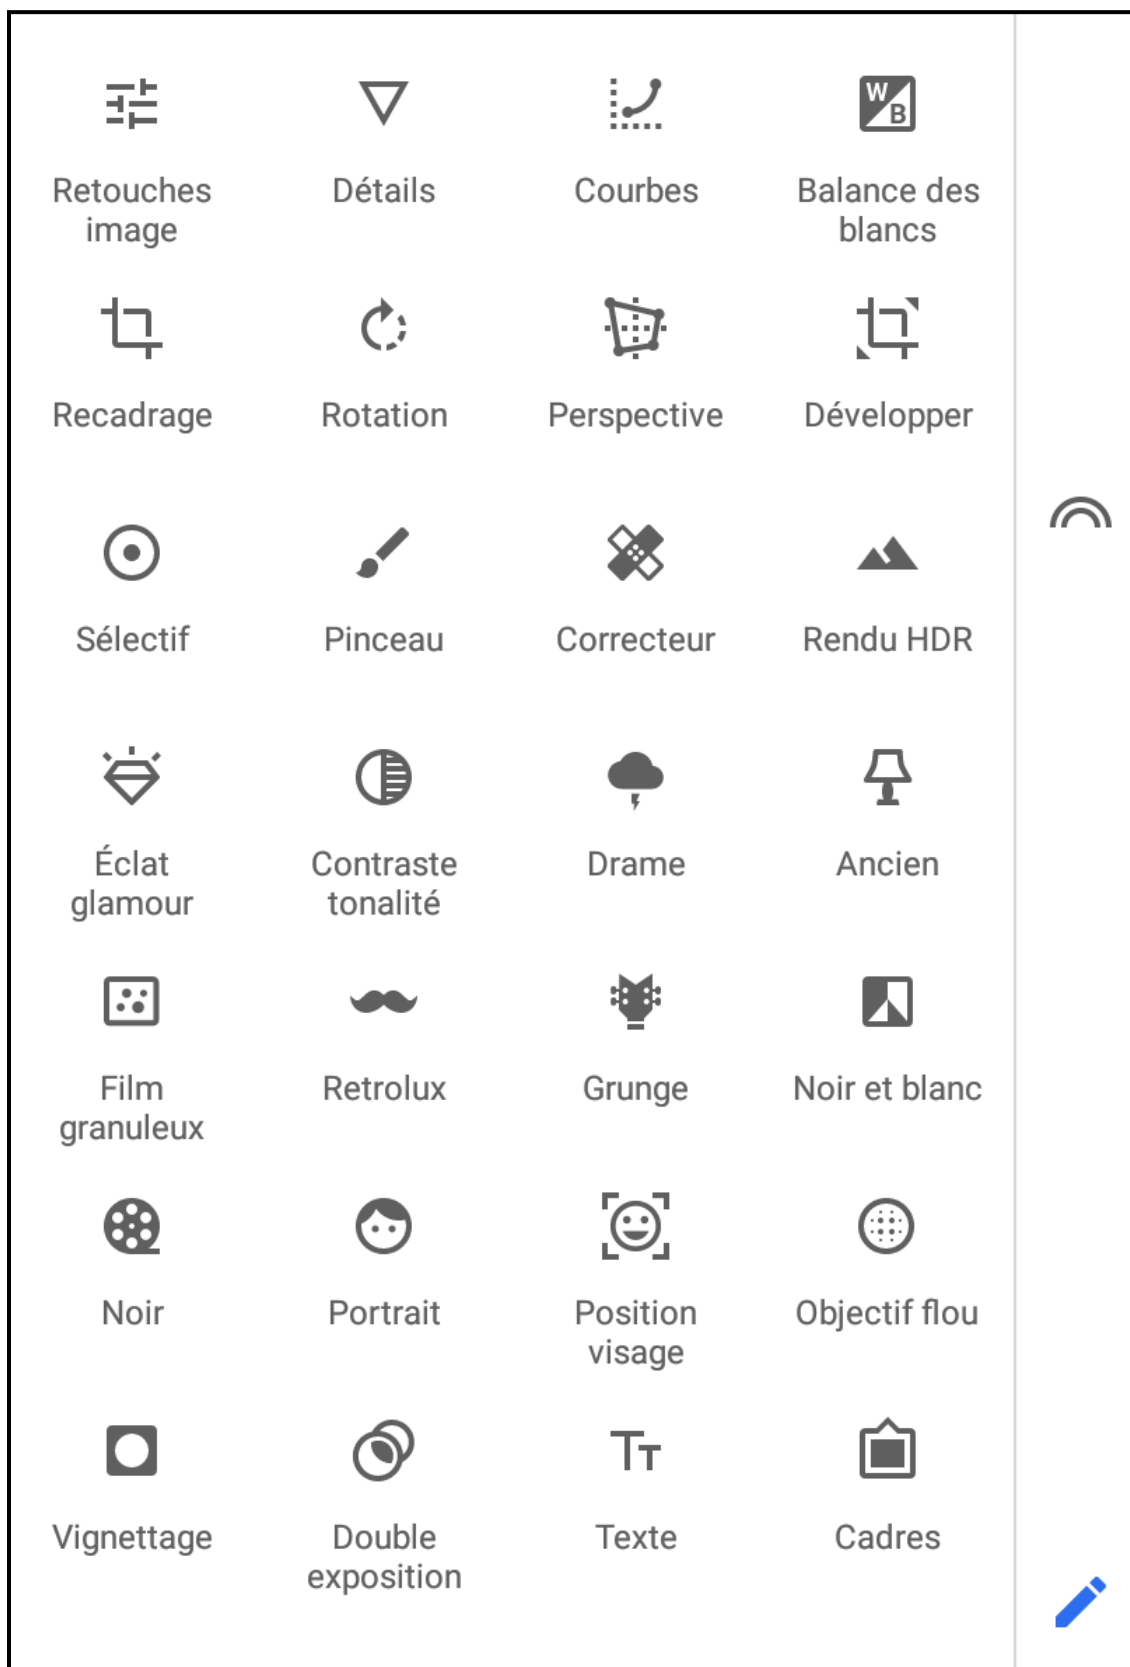 W
B
Retouches
image
Détails
Courbes
Balance des
blancs
Recadrage
Rotation
Perspective
Développer
Sélectif
Pinceau
Correcteur
Rendu HDR
Éclat
glamour
Contraste
tonalité
Drame
Ancien
Film
granuleux
Retrolux
Grunge
Noir et blanc
Noir
Portrait
Position
visage
Objectif flou
TT
Vignettage
Double
exposition
Texte
Cadres